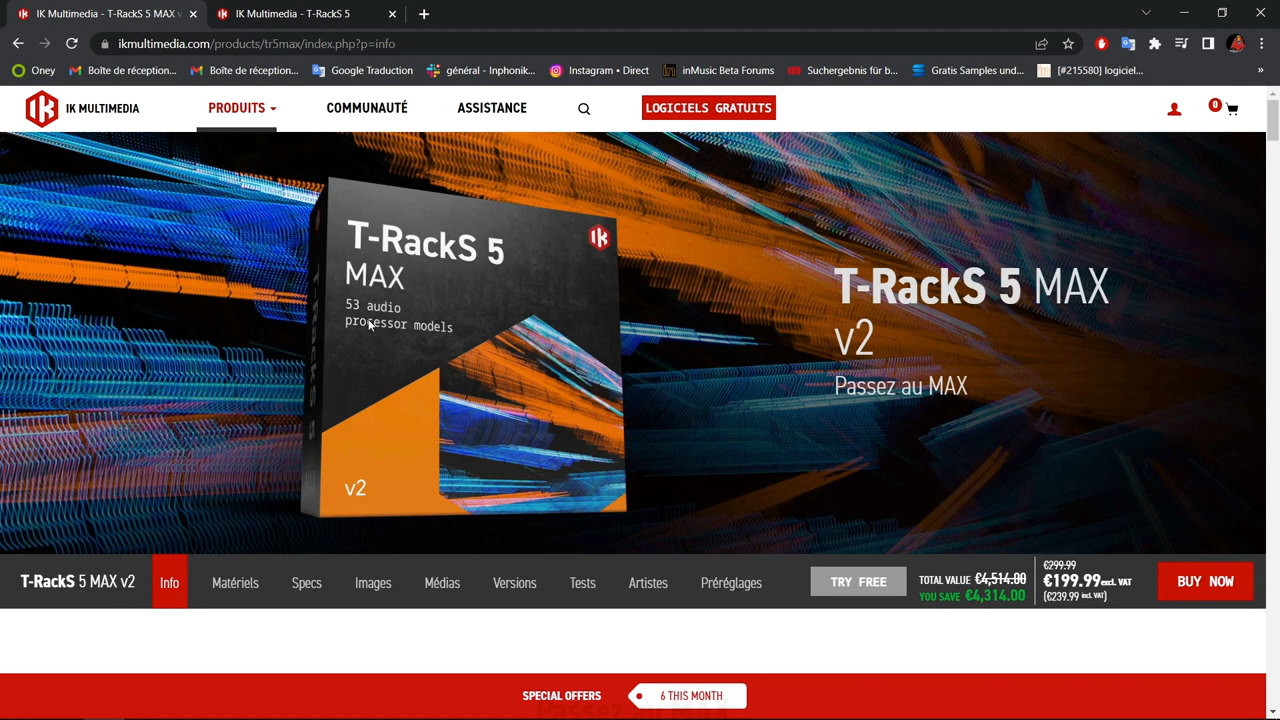 IK Multimedia - T-RackS 5 MAX v
IK Multimedia - T-RackS 5
ikmultimedia.com/products/tr5max/index.php?p=info
Oney
Boîte de réception...
Boîte de réception...
Google Traduction
général - Inphonik...
Instagram • Direct
inMusic Beta Forums
Suchergebnis für b...
Gratis Samples und...
[#215580] logiciel...
»
IK MULTIMEDIA
PRODUITS
COMMUNAUTÉ
ASSISTANCE
LOGICIELS GRATUITS
0
T-RackS 5
MAX
53 audio
processor models
v2
T-RackS 5
T-RackS 5 MAX
v2
Passez au MAX
T-RackS 5 MAX v2
Info
Matériels
Specs
Images
Médias
Versions
Tests
Artistes
Préréglages
TRY FREE
TOTAL VALUE €4,514.00
YOU SAVE €4,314.00
€299.99
€199.99 excl. VAT
(€239.99 incl. VAT)
BUY NOW
SPECIAL OFFERS
6 THIS MONTH
Passez au MAX